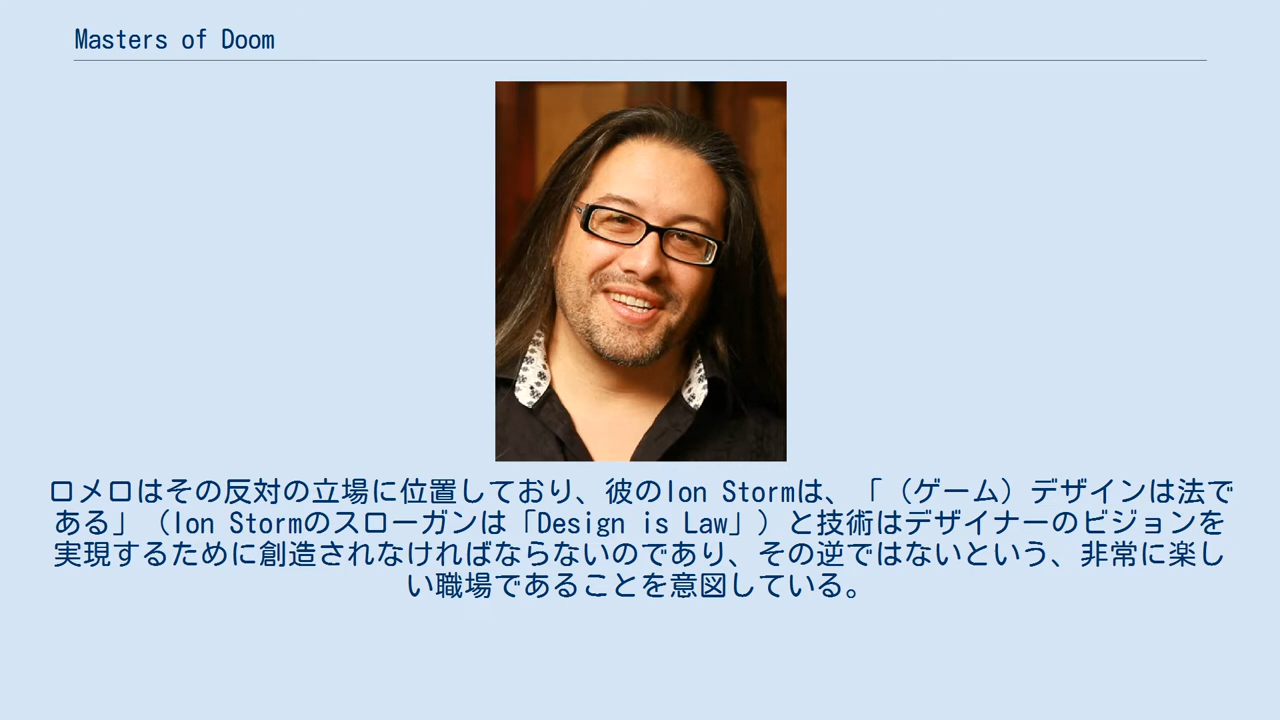 Masters of Doom
ロメロはその反対の立場に位置しており、彼のIon Stormは、「（ゲーム）デザインは法で
ある」（Ion Stormのスローガンは「Design is Law」）と技術はデザイナーのビジョンを
実現するために創造されなければならないのであり、その逆ではないという、非常に楽し
い職場であることを意図している。